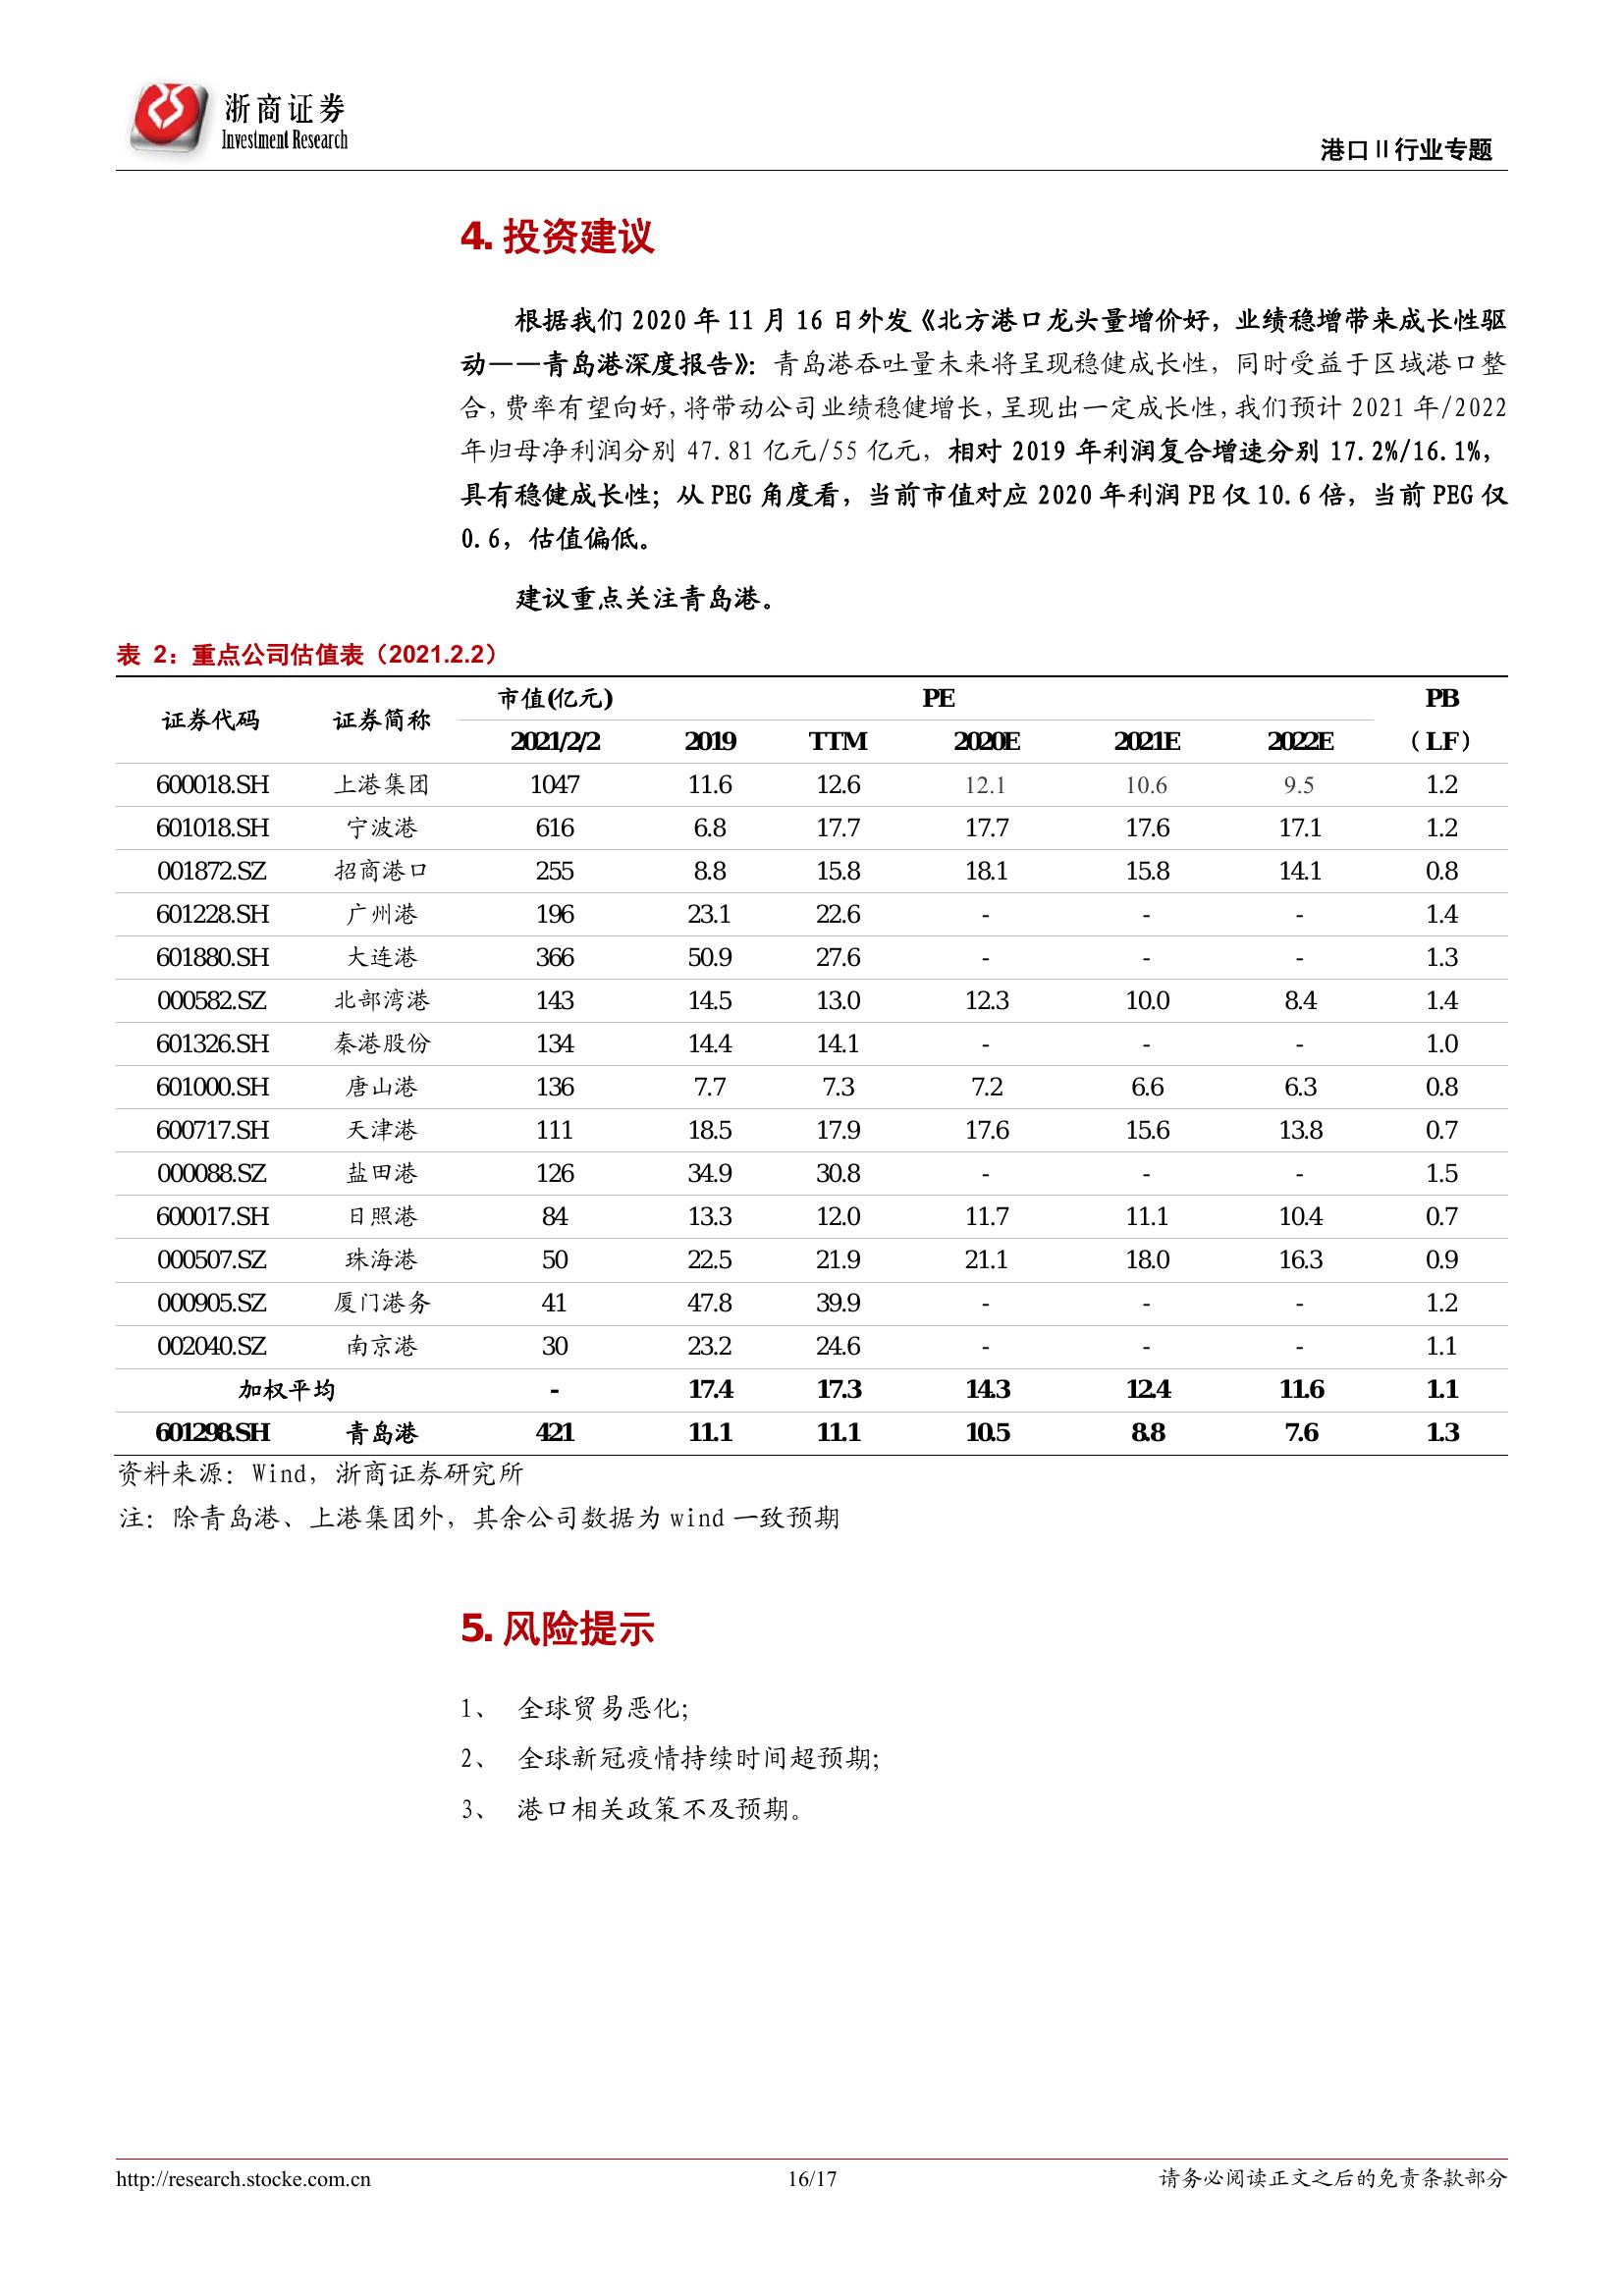 浙商证券
Investment Research
港口Ⅱ行业专题
4. 投资建议
根据我们 2020 年 11 月 16 日外发《北方港口龙头量增价好，业绩稳增带来成长性驱
动——青岛港深度报告》：青岛港吞吐量未来将呈现稳健成长性，同时受益于区域港口整
合，费率有望向好，将带动公司业绩稳健增长，呈现出一定成长性，我们预计 2021 年/2022
年归母净利润分别 47.81 亿元/55 亿元，相对 2019 年利润复合增速分别 17.2%/16.1%，
具有稳健成长性；从 PEG 角度看，当前市值对应 2020 年利润 PE 仅 10.6 倍，当前 PEG 仅
0.6，估值偏低。
建议重点关注青岛港。
表 2：重点公司估值表（2021.2.2）
证券代码 证券简称 市值(亿元) PE PB
2021/2/2 2019 TTM 2020E 2021E 2022E （LF）
600018.SH 上港集团 1047 11.6 12.6 12.1 10.6 9.5 1.2
601018.SH 宁波港 616 6.8 17.7 17.7 17.6 17.1 1.2
001872.SZ 招商港口 255 8.8 15.8 18.1 15.8 14.1 0.8
601228.SH 广州港 196 23.1 22.6 - - - 1.4
601880.SH 大连港 366 50.9 27.6 - - - 1.3
000582.SZ 北部湾港 143 14.5 13.0 12.3 10.0 8.4 1.4
601326.SH 秦港股份 134 14.4 14.1 - - - 1.0
601000.SH 唐山港 136 7.7 7.3 7.2 6.6 6.3 0.8
600717.SH 天津港 111 18.5 17.9 17.6 15.6 13.8 0.7
000088.SZ 盐田港 126 34.9 30.8 - - - 1.5
600017.SH 日照港 84 13.3 12.0 11.7 11.1 10.4 0.7
000507.SZ 珠海港 50 22.5 21.9 21.1 18.0 16.3 0.9
000905.SZ 厦门港务 41 47.8 39.9 - - - 1.2
002040.SZ 南京港 30 23.2 24.6 - - - 1.1
加权平均 - 17.4 17.3 14.3 12.4 11.6 1.1
601298.SH 青岛港 421 11.1 11.1 10.5 8.8 7.6 1.3
资料来源：Wind，浙商证券研究所
注：除青岛港、上港集团外，其余公司数据为 wind 一致预期
5. 风险提示
1、 全球贸易恶化；
2、 全球新冠疫情持续时间超预期；
3、 港口相关政策不及预期。
http://research.stocke.com.cn 16/17 请务必阅读正文之后的免责条款部分